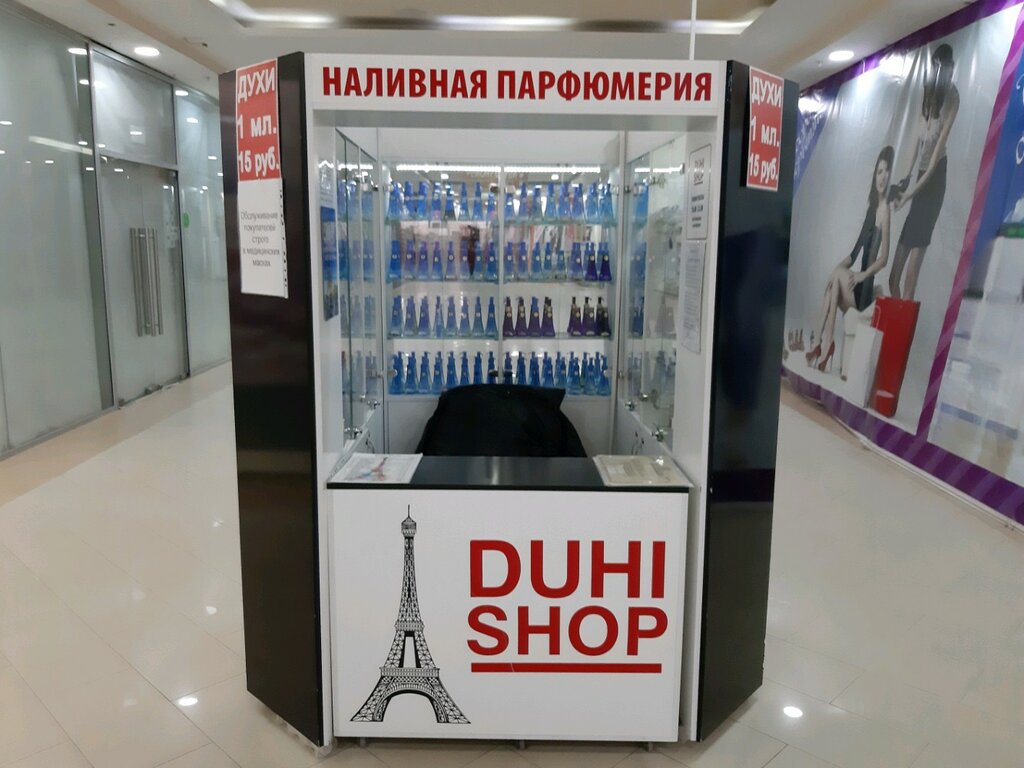 НАЛИВНАЯ ПАРФЮМЕРИЯ
ДУХИ
1 мл.
15 руб.
Обслуживание
покупателей
строго
в медицинских
масках
ДУХИ
1 мл.
15 руб.
DUHI
SHOP